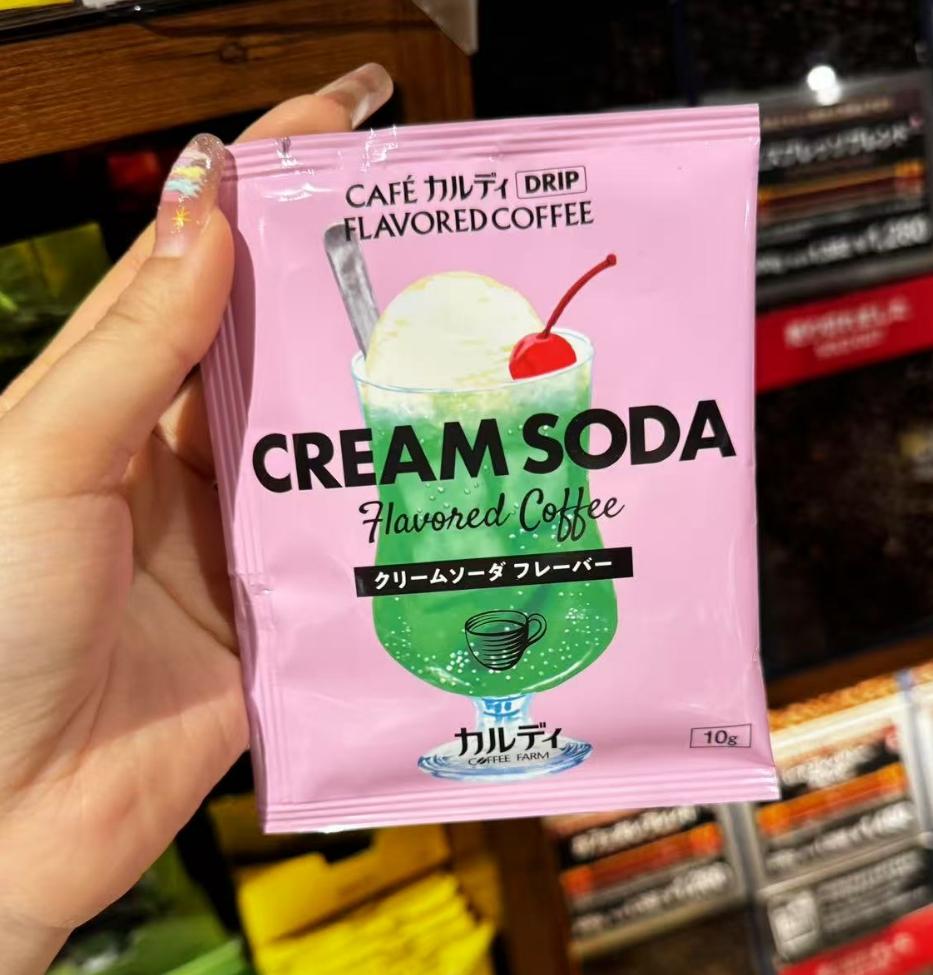 CAFÉ カルディ DRIP
FLAVORED COFFEE
CREAM SODA
Flavored Coffee
クリームソーダ フレーバー
カルディ
COFFEE FARM
10g